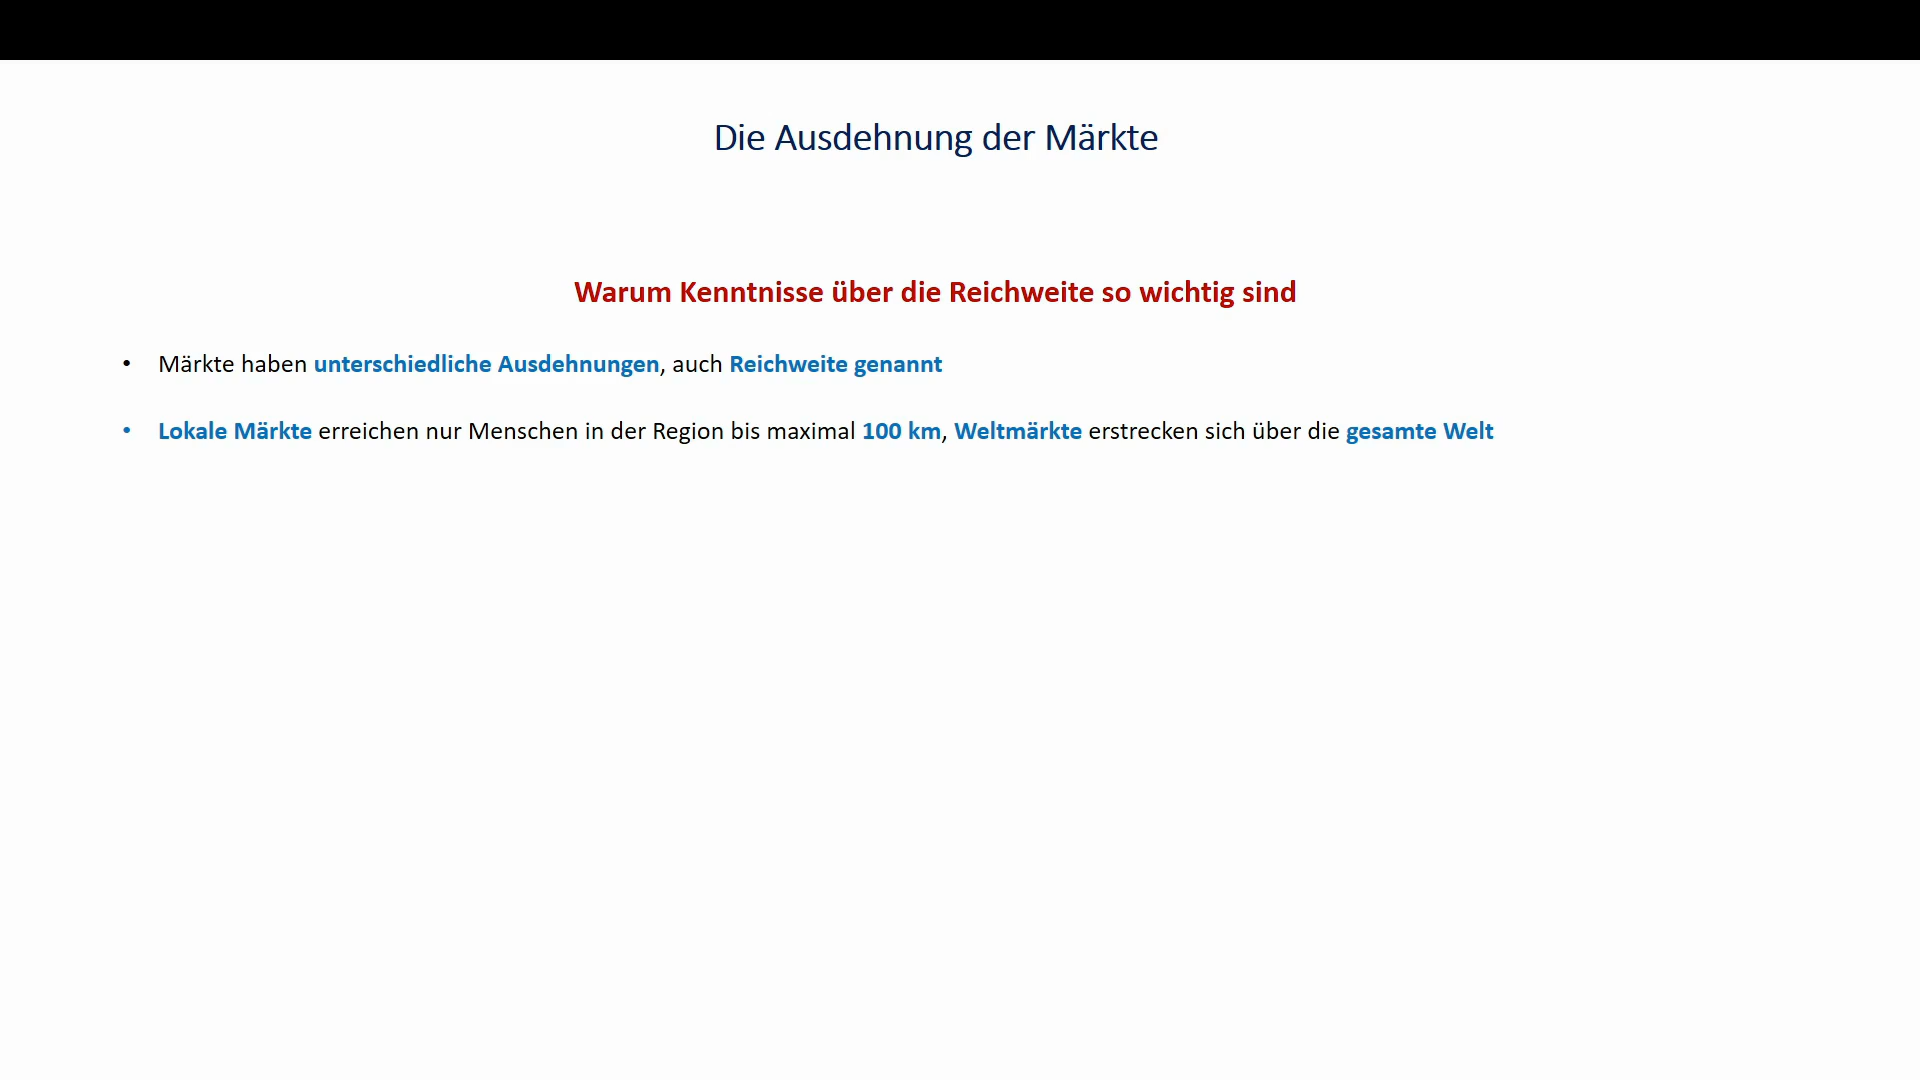 Die Ausdehnung der Märkte
Warum Kenntnisse über die Reichweite so wichtig sind
• Märkte haben unterschiedliche Ausdehnungen, auch Reichweite genannt
• Lokale Märkte erreichen nur Menschen in der Region bis maximal 100 km, Weltmärkte erstrecken sich über die gesamte Welt